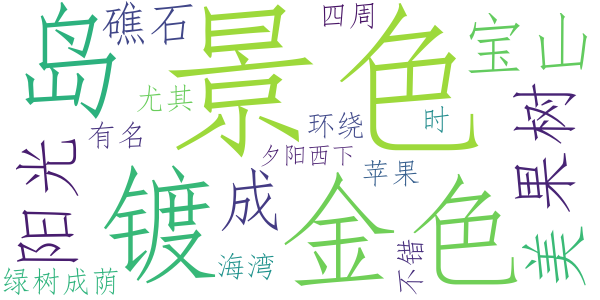 岛
礁石
景色
四周
宝山
尤其
有名
环绕
时
果树
夕阳西下
苹果
阳光
镀
成
金色
美
海湾
不错
绿树成荫